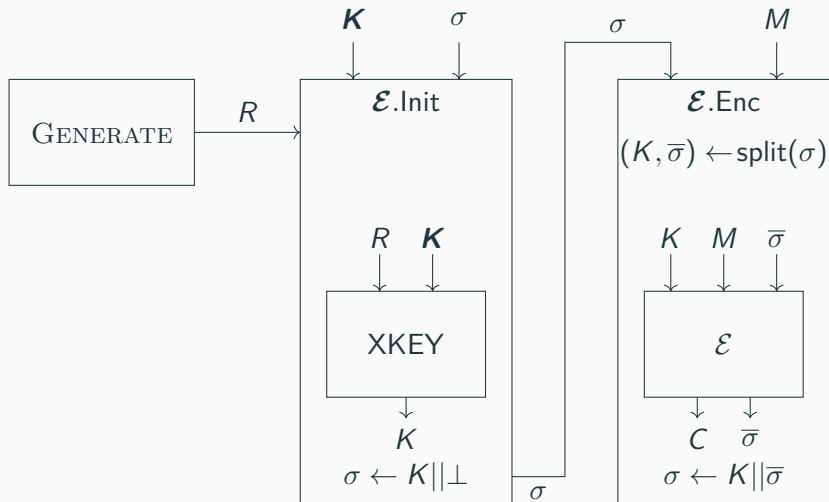 K σ σ M
GENERATE R ℰ.Init ℰ.Enc
(K, σ̅) ← split(σ)
R K K M σ̅
XKEY ℰ
K C σ̅
σ ← K||⊥ σ σ ← K||σ̅